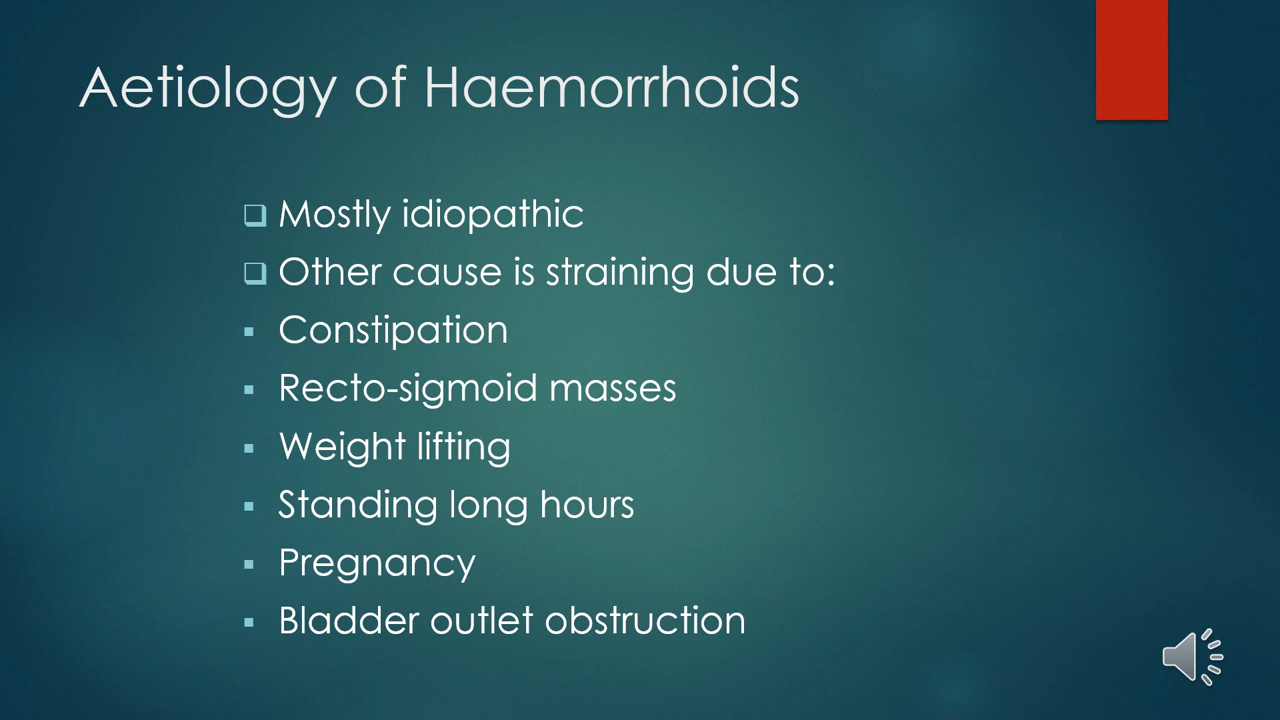 Aetiology of Haemorrhoids
Mostly idiopathic
Other cause is straining due to:
Constipation
Recto-sigmoid masses
Weight lifting
Standing long hours
Pregnancy
Bladder outlet obstruction